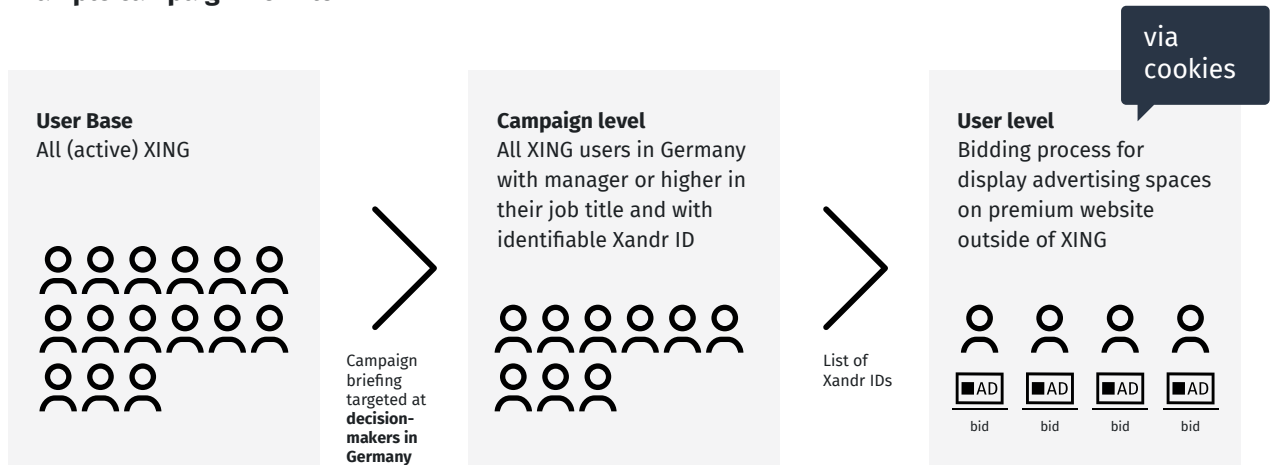 via
cookies
User Base
All (active) XING
Campaign
briefing
targeted at
decision-
makers in
Germany
Campaign level
All XING users in Germany
with manager or higher in
their job title and with
identifiable Xandr ID
List of
Xandr IDs
User level
Bidding process for
display advertising spaces
on premium website
outside of XING
AD AD AD AD
bid bid bid bid